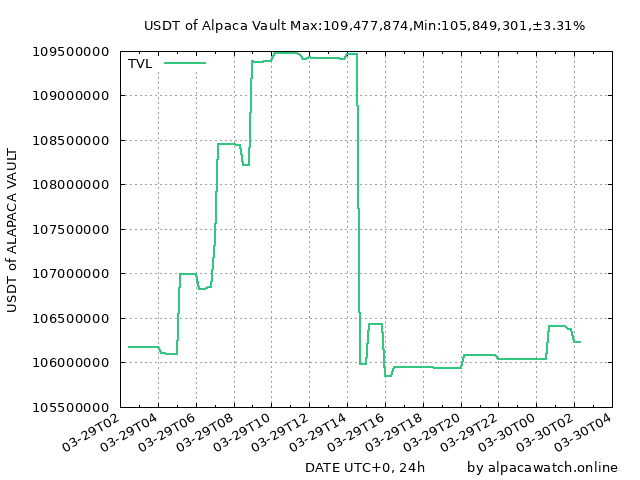 USDT of Alpaca Vault Max:109,477,874,Min:105,849,301,±3.31%
TVL
109500000
109000000
108500000
108000000
107500000
107000000
106500000
106000000
105500000
USDT of ALAPACA VAULT
03-29T02
03-29T04
03-29T06
03-29T08
03-29T10
03-29T12
03-29T14
03-29T16
03-29T18
03-29T20
03-29T22
03-30T00
03-30T02
03-30T04
DATE UTC+0, 24h
by alpacawatch.online